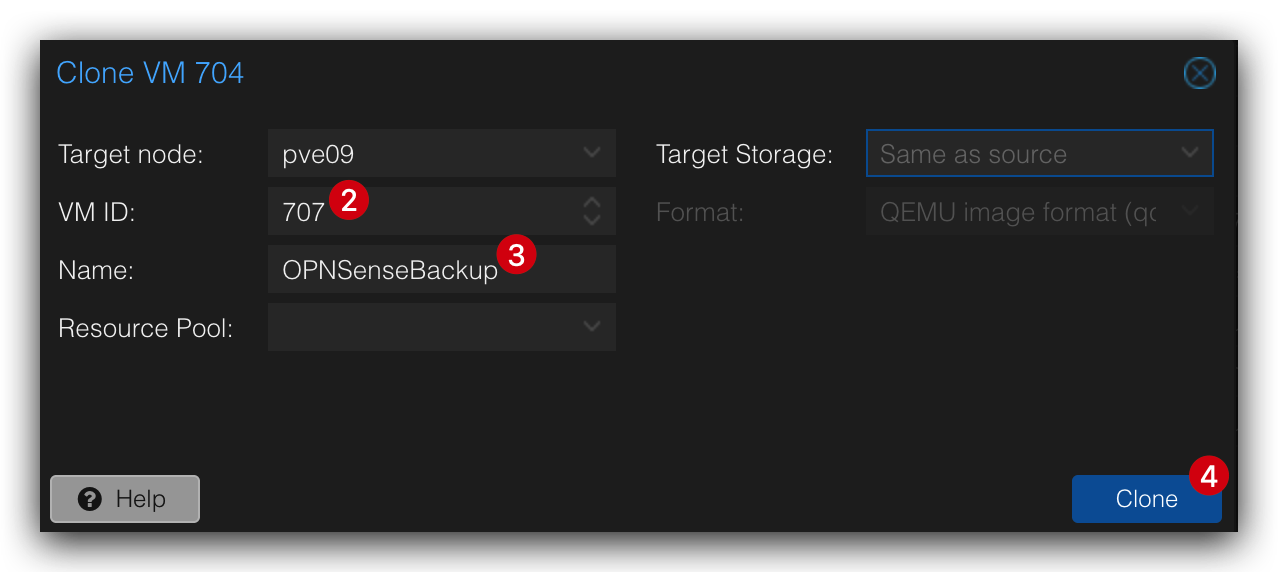 Clone VM 704
Target node: pve09
Target Storage: Same as source
VM ID: 707 2
Format: QEMU image format (qc
Name: OPNSenseBackup 3
Resource Pool:
? Help
Clone 4